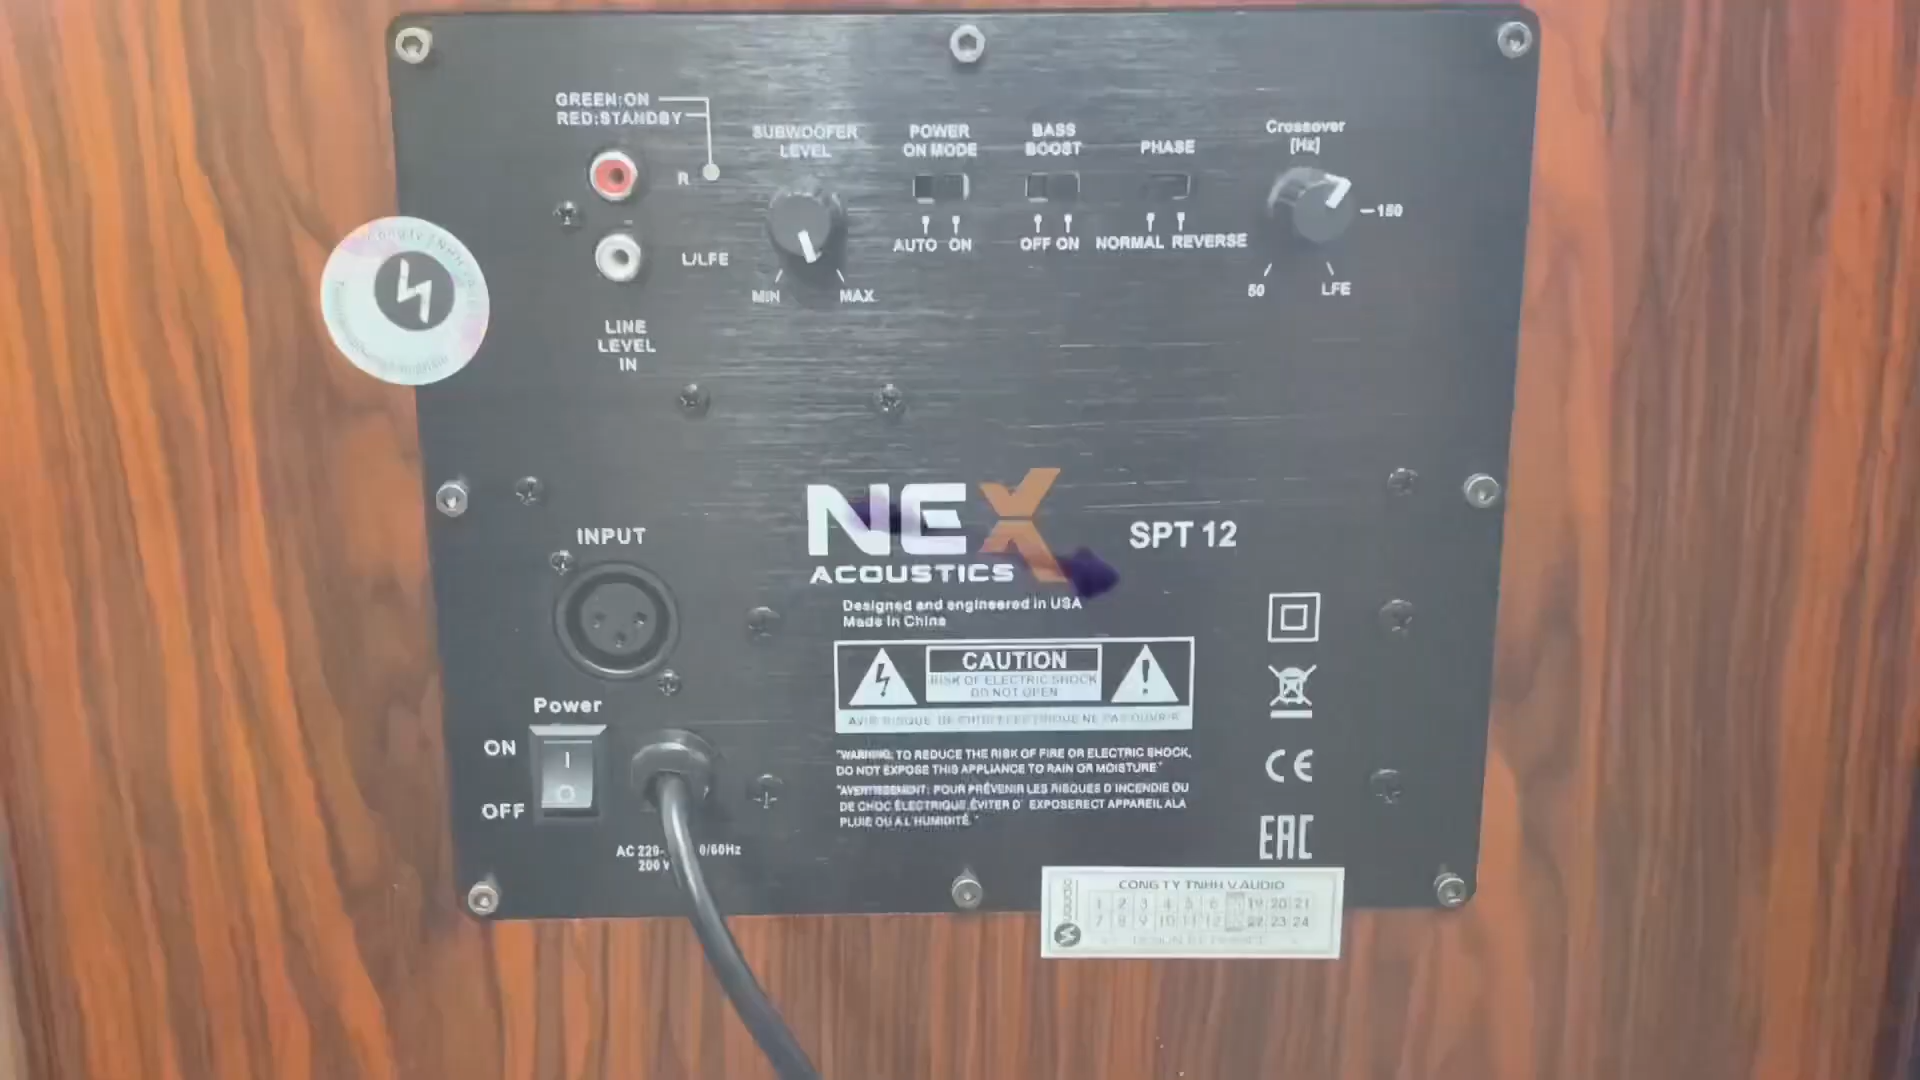 GREEN:ON
RED:STANDBY
R
L/LFE
LINE
LEVEL
IN
SUBWOOFER
LEVEL
MIN MAX
POWER
ON MODE
AUTO ON
BASS
BOOST
OFF ON
PHASE
NORMAL REVERSE
Crossover
[Hz]
150
50 LFE
NEX
ACOUSTICS
SPT 12
Designed and engineered in USA
Made in China
INPUT
CAUTION
RISK OF ELECTRIC SHOCK
DO NOT OPEN
"WARNING: TO REDUCE THE RISK OF FIRE OR ELECTRIC SHOCK,
DO NOT EXPOSE THIS APPLIANCE TO RAIN OR MOISTURE"
"AVERTISSEMENT: POUR PRÉVENIR LES RISQUES D'INCENDIE OU
DE CHOC ÉLECTRIQUE,ÉVITER D' EXPOSERECT APPAREIL ALA
PLUIE OU A L'HUMIDITÉ."
Power
ON
I
O
OFF
AC 220- 0/60Hz
200
CE
EAC
CONG TY TNHH V.AUDIO
1 2 3 4 5 6 19 20 21
7 8 9 10 11 12 22 23 24